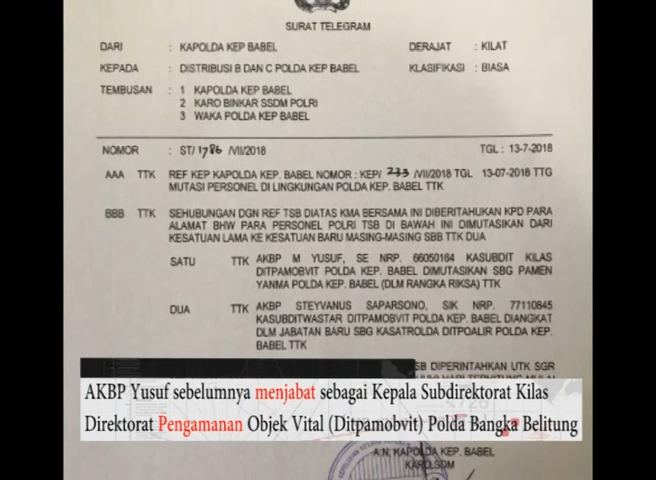 SURAT TELEGRAM
DARI : KAPOLDA KEP BABEL DERAJAT : KILAT
KEPADA : DISTRIBUSI B DAN C POLDA KEP BABEL KLASIFIKASI : BIASA
TEMBUSAN : 1 KAPOLDA KEP BABEL
2 KARO BINKAR SSDM POLRI
3 WAKA POLDA KEP BABEL
NOMOR : ST/1786 /VII/2018 TGL : 13-7-2018
AAA TTK REF KEP KAPOLDA KEP. BABEL NOMOR : KEP/ 233 /VII/2018 TGL 13-07-2018 TTG
MUTASI PERSONEL DI LINGKUNGAN POLDA KEP. BABEL TTK
BBB TTK SEHUBUNGAN DGN REF TSB DIATAS KMA BERSAMA INI DIBERITAHUKAN KPD PARA
ALAMAT BHW PARA PERSONEL POLRI TSB DI BAWAH INI DIMUTASIKAN DARI
KESATUAN LAMA KE KESATUAN BARU MASING-MASING SBB TTK DUA
SATU TTK AKBP M YUSUF, SE NRP. 66050164 KASUBDIT KILAS
DITPAMOBVIT POLDA KEP. BABEL DIMUTASIKAN SBG PAMEN
YANMA POLDA KEP. BABEL (DLM RANGKA RIKSA) TTK
DUA TTK AKBP STEYVANUS SAPARSONO, SIK NRP. 77110845
KASUBDITWASTAR DITPAMOBVIT POLDA KEP. BABEL DIANGKAT
DLM JABATAN BARU SBG KASATROLDA DITPOALIR POLDA KEP.
BABEL TTK
SB DIPERINTAHKAN UTK SGR
AKBP Yusuf sebelumnya menjabat sebagai Kepala Subdirektorat Kilas
Direktorat Pengamanan Objek Vital (Ditpamobvit) Polda Bangka Belitung
A.N. KAPOLDA KEP. BABEL
KARO SDM